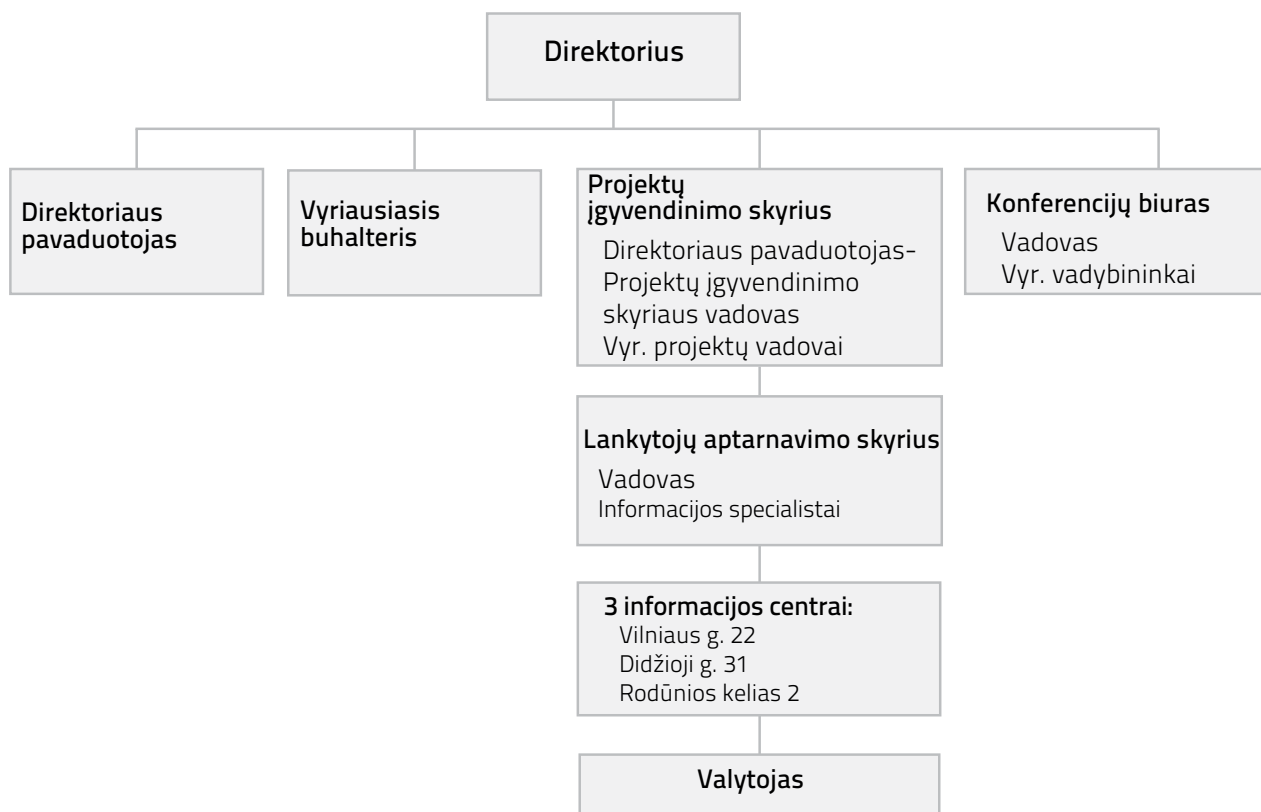 Direktorius
Direktoriaus
pavaduotojas
Vyriausiasis
buhalteris
Projektų
įgyvendinimo skyrius
Direktoriaus pavaduotojas-
Projektų įgyvendinimo
skyriaus vadovas
Vyr. projektų vadovai
Konferencijų biuras
Vadovas
Vyr. vadybininkai
Lankytojų aptarnavimo skyrius
Vadovas
Informacijos specialistai
3 informacijos centrai:
Vilniaus g. 22
Didžioji g. 31
Rodūnios kelias 2
Valytojas